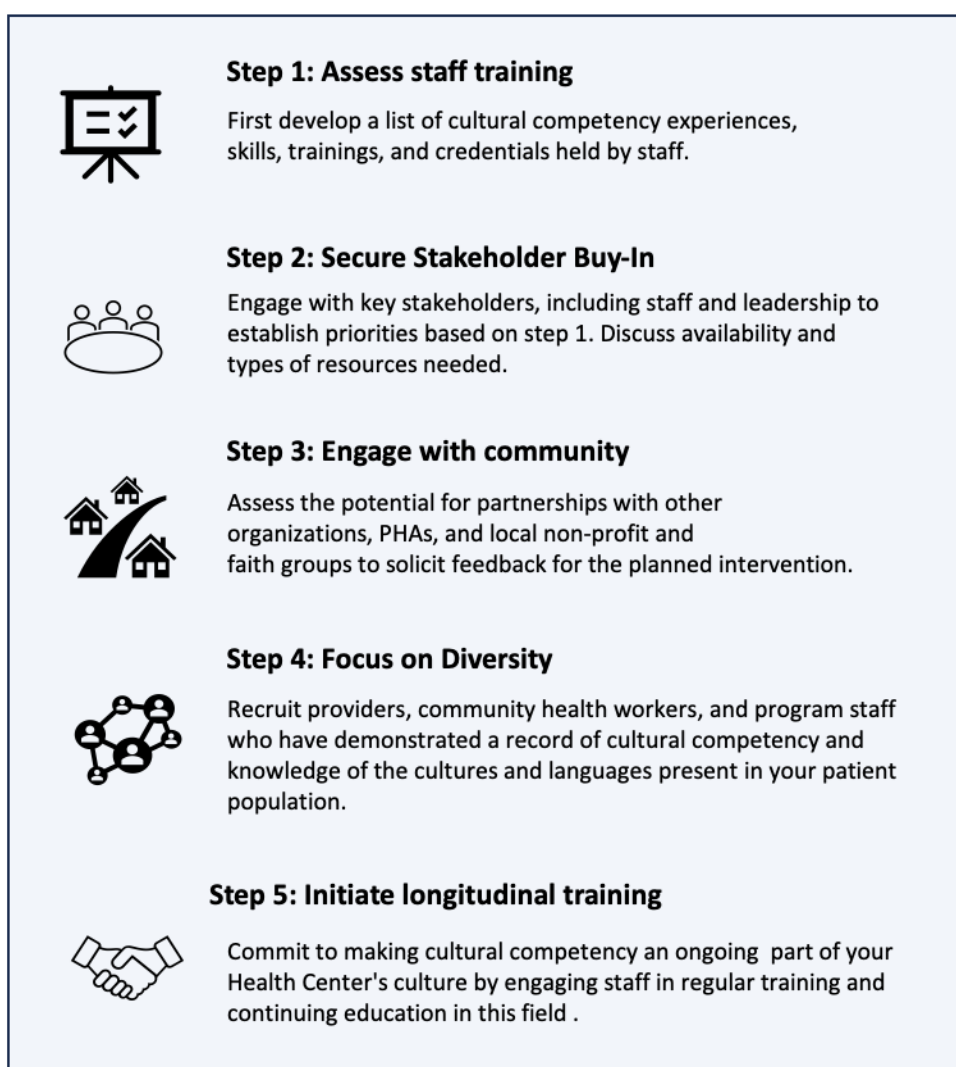 Step 1: Assess staff training
First develop a list of cultural competency experiences,
skills, trainings, and credentials held by staff.
Step 2: Secure Stakeholder Buy-In
Engage with key stakeholders, including staff and leadership to
establish priorities based on step 1. Discuss availability and
types of resources needed.
Step 3: Engage with community
Assess the potential for partnerships with other
organizations, PHAs, and local non-profit and
faith groups to solicit feedback for the planned intervention.
Step 4: Focus on Diversity
Recruit providers, community health workers, and program staff
who have demonstrated a record of cultural competency and
knowledge of the cultures and languages present in your patient
population.
Step 5: Initiate longitudinal training
Commit to making cultural competency an ongoing  part of your
Health Center's culture by engaging staff in regular training and
continuing education in this field .